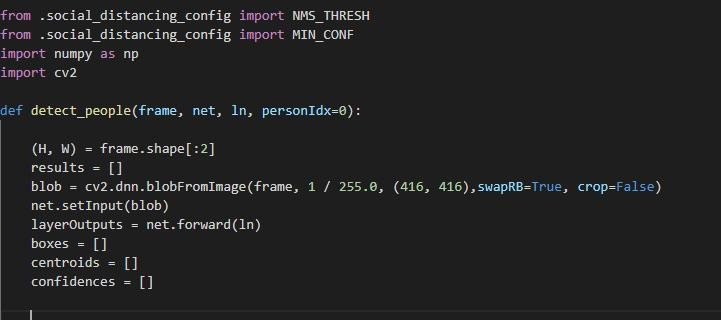 from .social_distancing_config import NMS_THRESH
from .social_distancing_config import MIN_CONF
import numpy as np
import cv2

def detect_people(frame, net, ln, personIdx=0):

    (H, W) = frame.shape[:2]
    results = []
    blob = cv2.dnn.blobFromImage(frame, 1 / 255.0, (416, 416),swapRB=True, crop=False)
    net.setInput(blob)
    layerOutputs = net.forward(ln)
    boxes = []
    centroids = []
    confidences = []